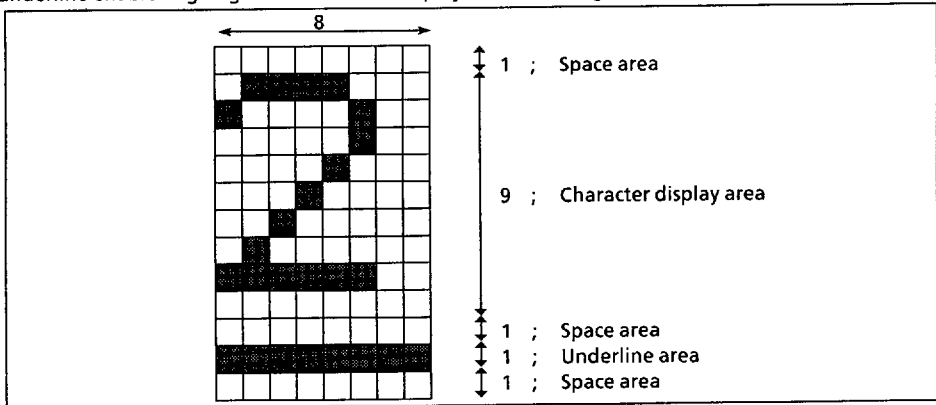 8
1 ; Space area
9 ; Character display area
1 ; Space area
1 ; Underline area
1 ; Space area